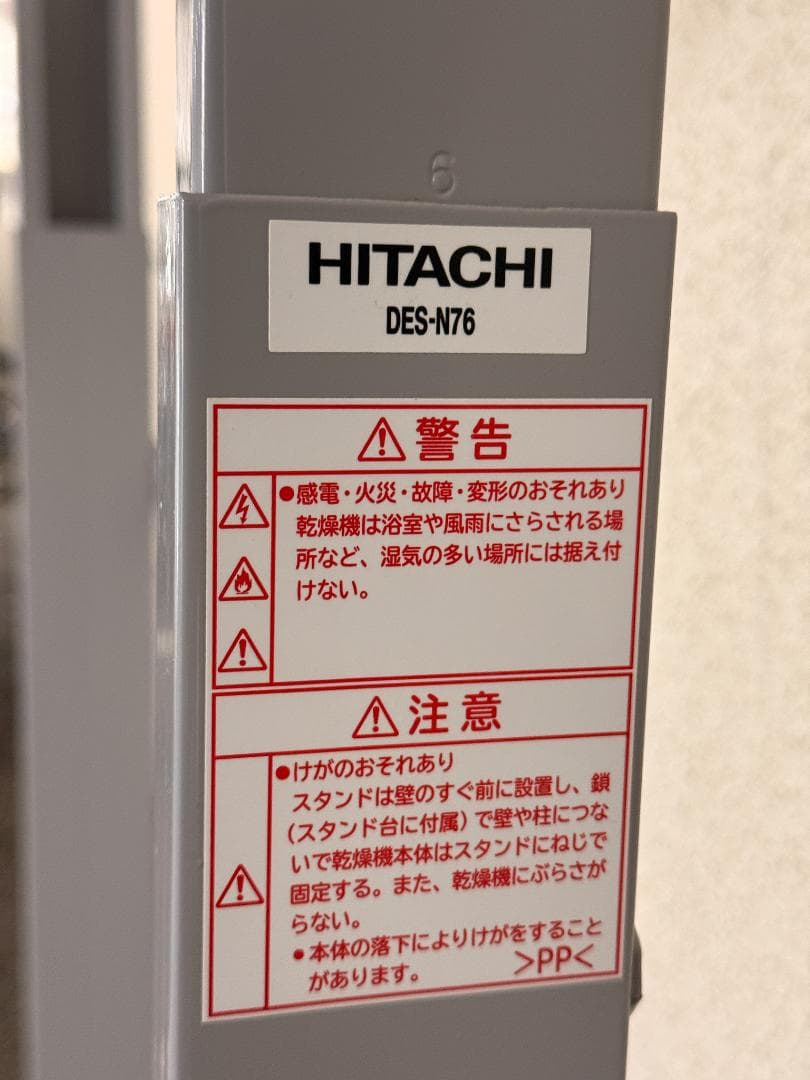 6
HITACHI
DES-N76
警告
●感電・火災・故障・変形のおそれあり
乾燥機は浴室や風雨にさらされる場
所など、湿気の多い場所には据え付
けない。
注意
●けがのおそれあり
スタンドは壁のすぐ前に設置し、鎖
(スタンド台に付属)で壁や柱につな
いで乾燥機本体はスタンドにねじで
固定する。また、乾燥機にぶらさが
らない。
●本体の落下によりけがをすること
があります。
>PP<